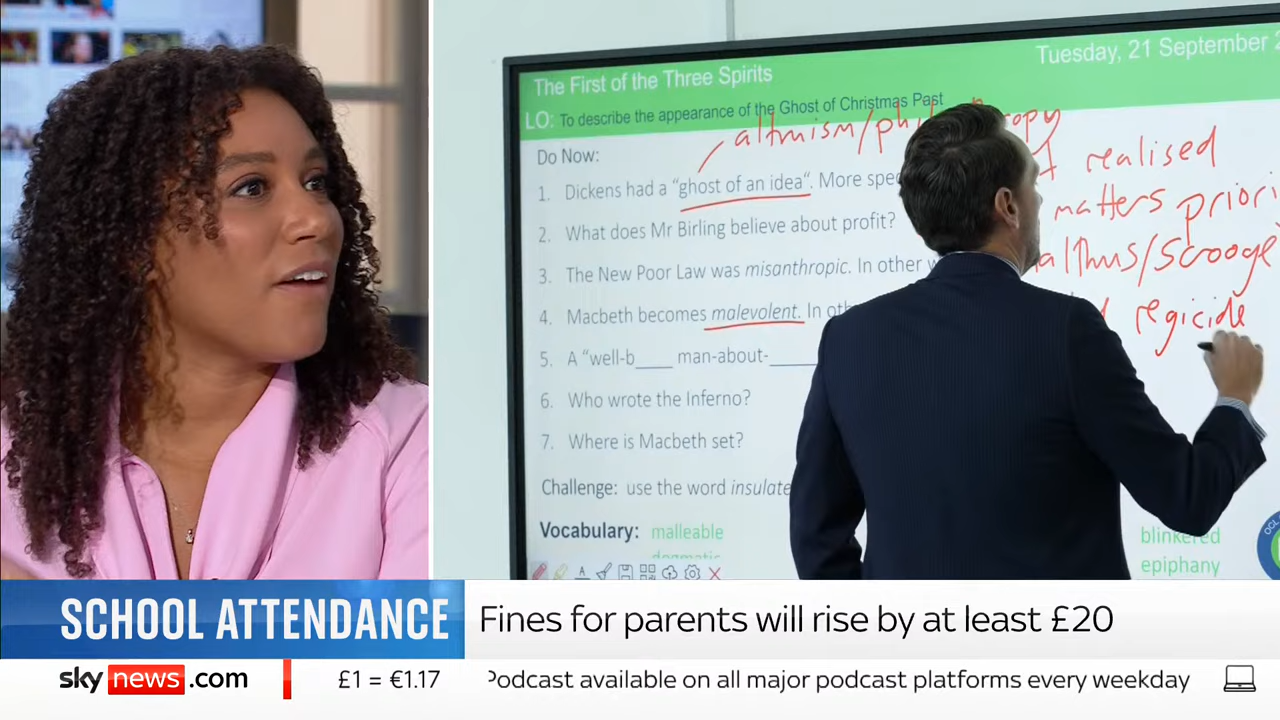 The First of the Three Spirits
Tuesday, 21 September
LO: To describe the appearance of the Ghost of Christmas Past
altruism/
Do Now:
realised
1. Dickens had a "ghost of an idea". More
matters
2. What does Mr Birling believe about profit?
/Scrooge
3. The New Poor Law was misanthropic. In other
4. Macbeth becomes malevolent. In
regicide
5. A "well-b____ man-about-_____
6. Who wrote the Inferno?
7. Where is Macbeth set?
Challenge: use the word insulate
Vocabulary: malleable
blinkered
dogmatic
epiphany
SCHOOL ATTENDANCE
Fines for parents will rise by at least £20
sky news.com
£1 = €1.17
Podcast available on all major podcast platforms every weekday